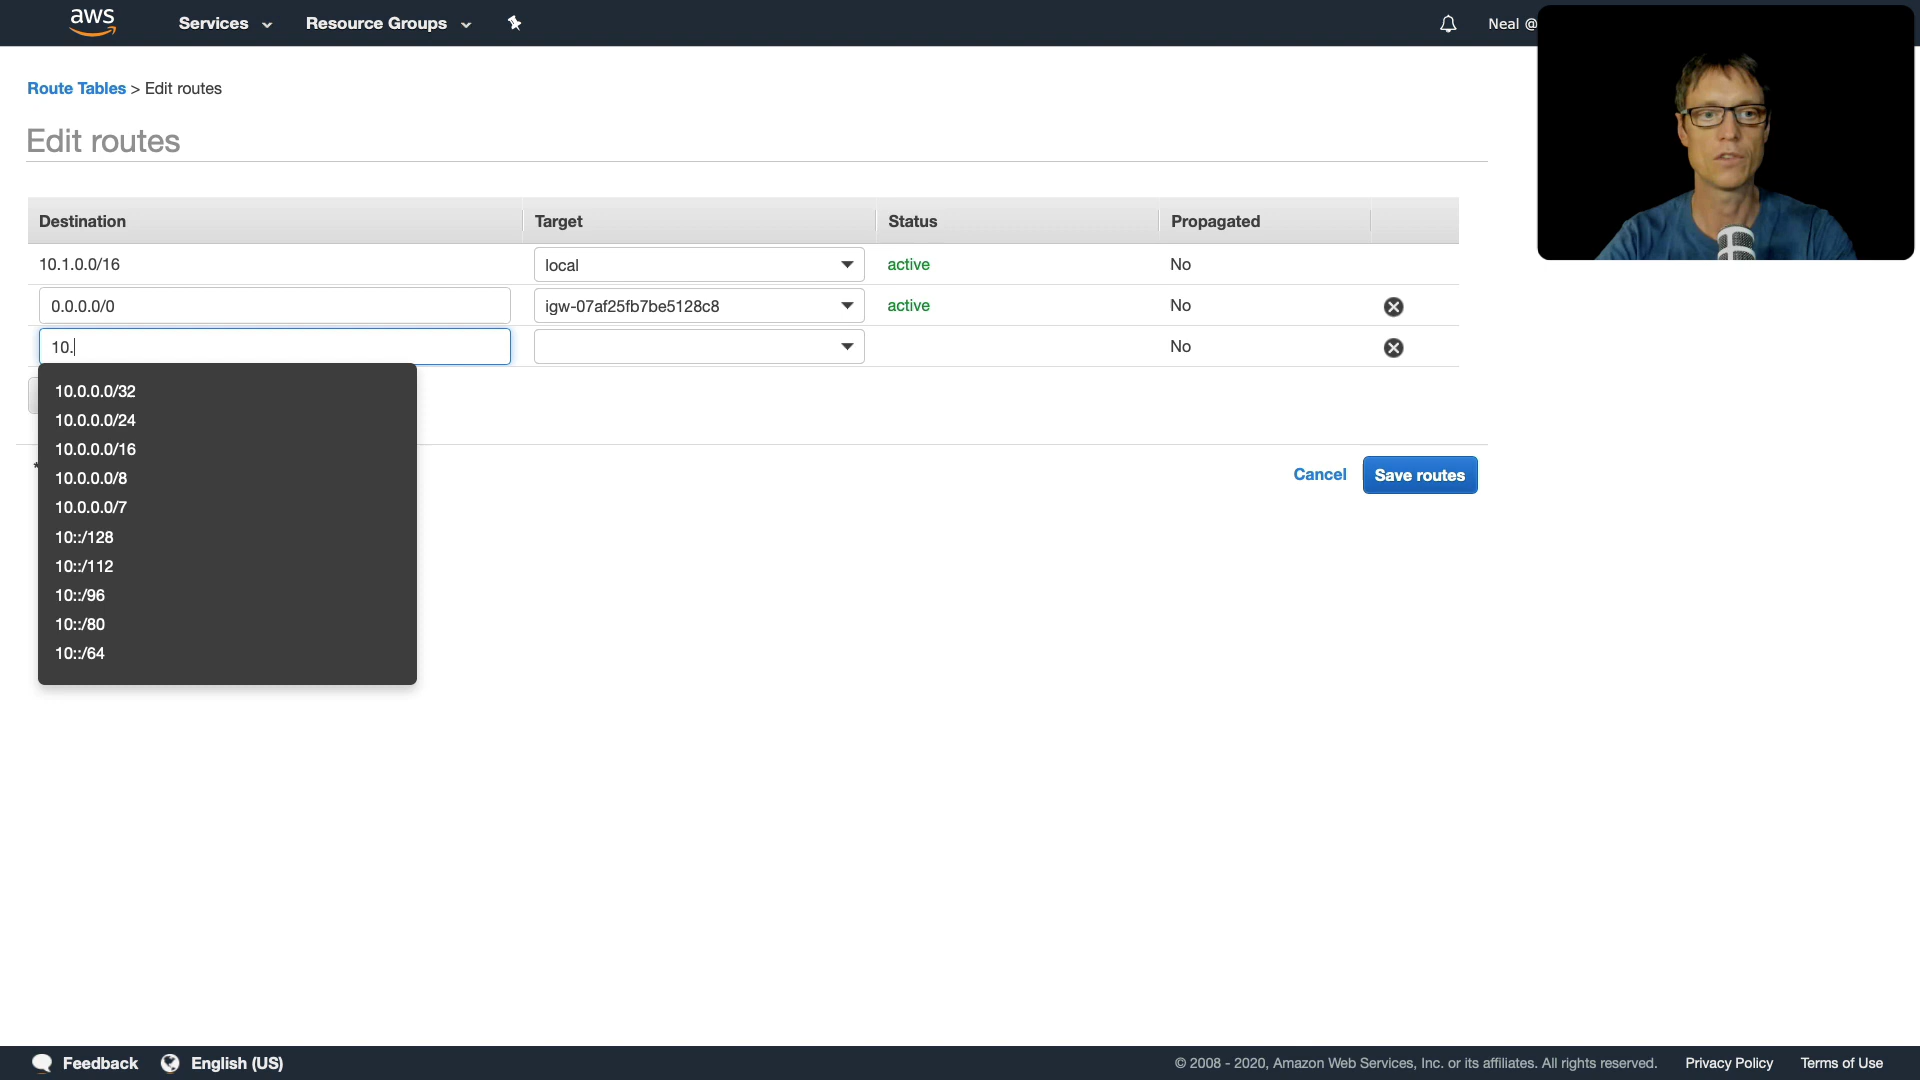 aws Services Resource Groups Neal @
Route Tables > Edit routes
Edit routes
Destination Target Status Propagated
10.1.0.0/16 local active No
0.0.0.0/0 igw-07af25fb7be5128c8 active No
10. No
10.0.0.0/32
10.0.0.0/24
10.0.0.0/16
* Cancel Save routes
10.0.0.0/8
10.0.0.0/7
10::/128
10::/112
10::/96
10::/80
10::/64
Feedback English (US) © 2008 - 2020, Amazon Web Services, Inc. or its affiliates. All rights reserved. Privacy Policy Terms of Use